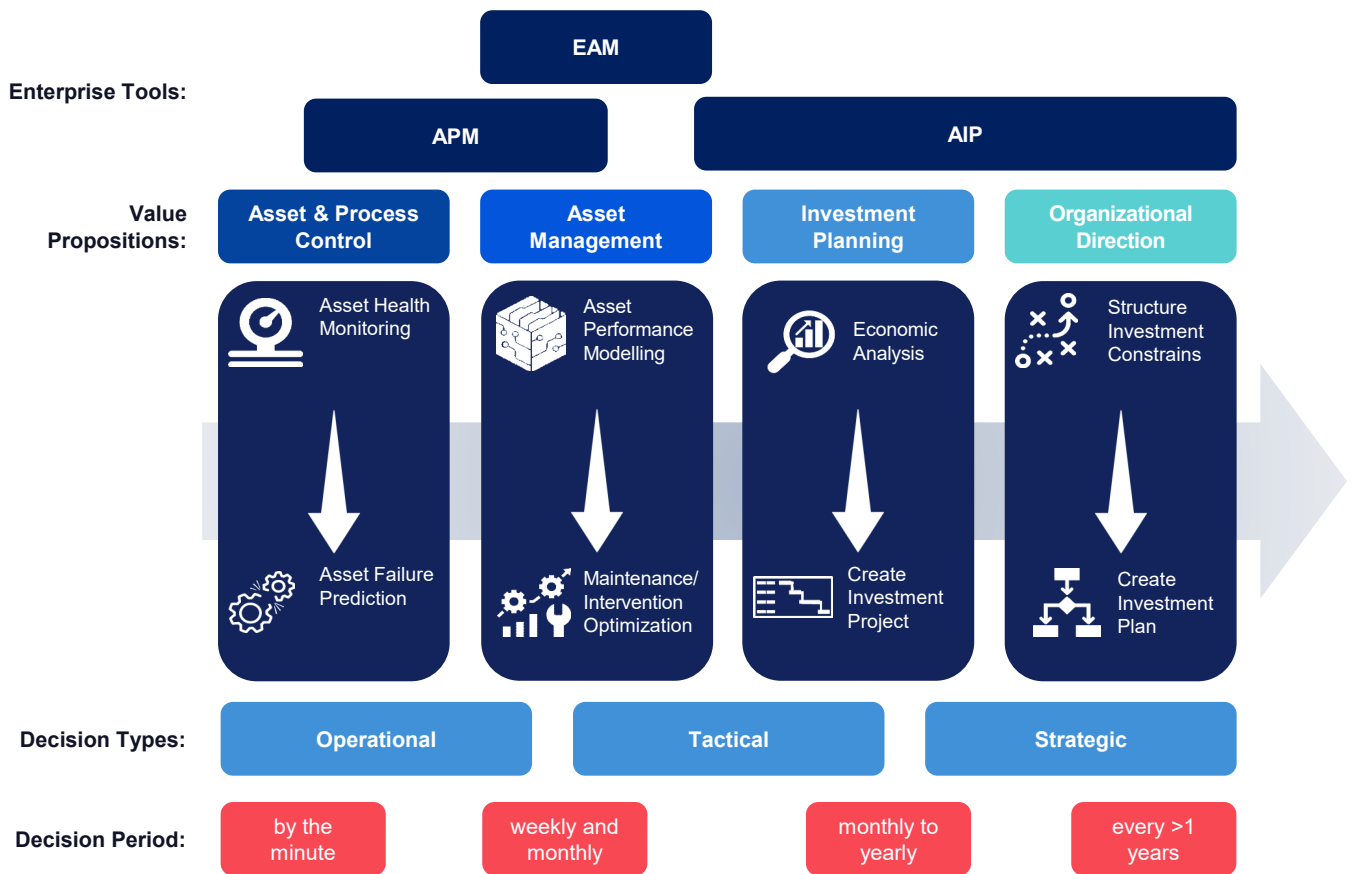 EAM
Enterprise Tools:
APM
AIP
Value
Propositions:
Asset & Process
Control
Asset
Management
Investment
Planning
Organizational
Direction
Asset Health
Monitoring
Asset
Performance
Modelling
Economic
Analysis
Structure
Investment
Constrains
Asset Failure
Prediction
Maintenance/
Intervention
Optimization
Create
Investment
Project
Create
Investment
Plan
Decision Types:
Operational
Tactical
Strategic
Decision Period:
by the
minute
weekly and
monthly
monthly to
yearly
every >1
years